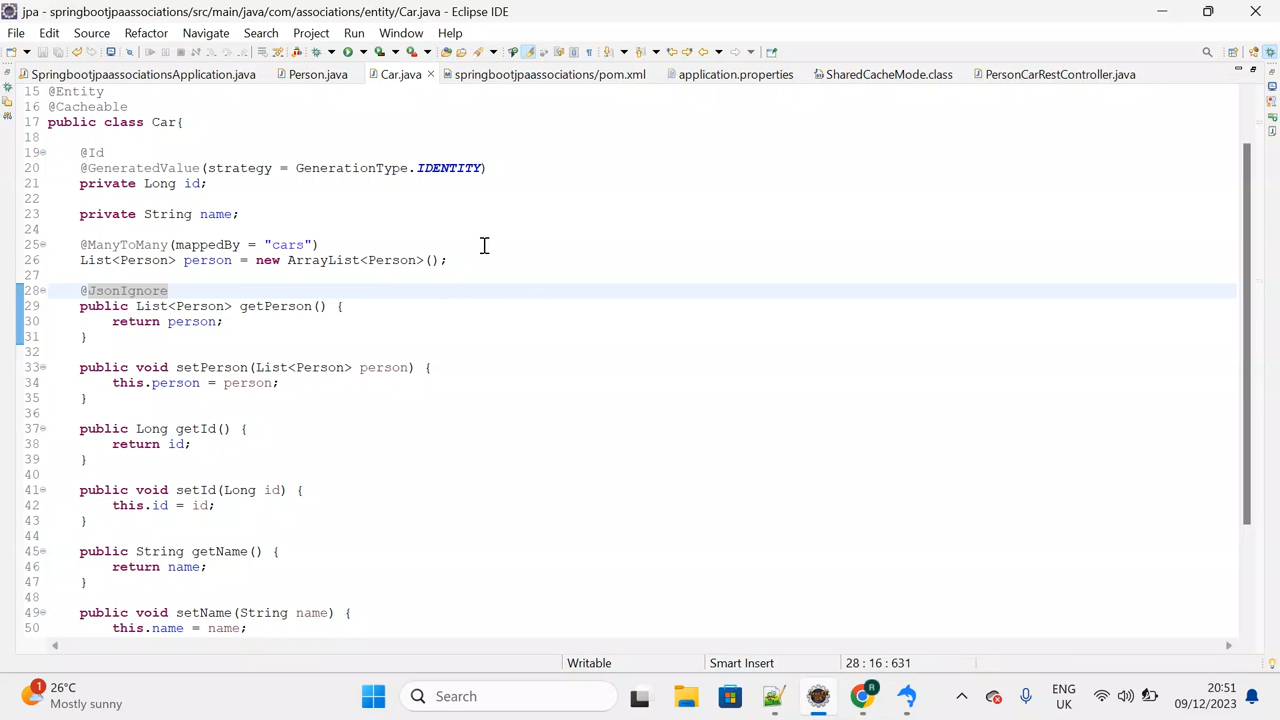 jpa - springbootjpaassociations/src/main/java/com/associations/entity/Car.java - Eclipse IDE
File Edit Source Refactor Navigate Search Project Run Window Help
SpringbootjpaassociationsApplication.java Person.java Car.java springbootjpaassociations/pom.xml application.properties SharedCacheMode.class PersonCarRestController.java
15 @Entity
16 @Cacheable
17 public class Car{
18
19 @Id
20 @GeneratedValue(strategy = GenerationType.IDENTITY)
21 private Long id;
22
23 private String name;
24
25 @ManyToMany(mappedBy = "cars")
26 List<Person> person = new ArrayList<Person>();
27
28 @JsonIgnore
29 public List<Person> getPerson() {
30 return person;
31 }
32
33 public void setPerson(List<Person> person) {
34 this.person = person;
35 }
36
37 public Long getId() {
38 return id;
39 }
40
41 public void setId(Long id) {
42 this.id = id;
43 }
44
45 public String getName() {
46 return name;
47 }
48
49 public void setName(String name) {
50 this.name = name;
Writable Smart Insert 28 : 16 : 631
1
26°C
Mostly sunny
Search
R
ENG
UK
20:51
09/12/2023